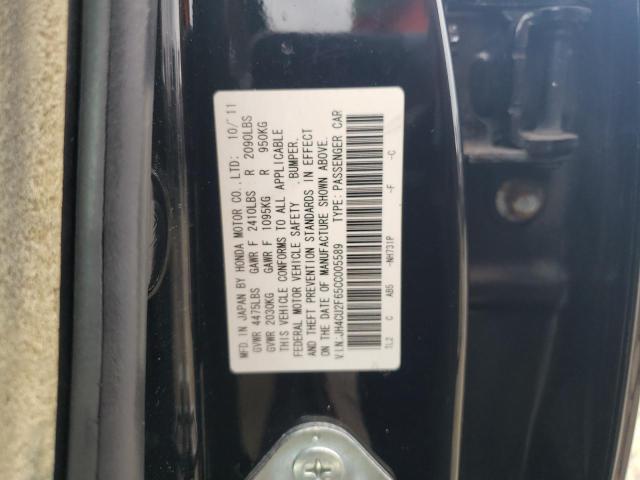 MFD. IN JAPAN BY HONDA MOTOR CO., LTD: 10/ 11
GVWR 4475LBS GAWR F 2410LBS R 2090LBS
GVWR 2030KG GAWR F 1095KG R 950KG
THIS VEHICLE CONFORMS TO ALL APPLICABLE
FEDERAL MOTOR VEHICLE SAFETY , BUMPER,
AND THEFT PREVENTION STANDARDS IN EFFECT
ON THE DATE OF MANUFACTURE SHOWN ABOVE.
V.I.N:JH4CU2F65CC005589 TYPE: PASSENGER CAR
TL2 C AB5 -NH731P -F -C